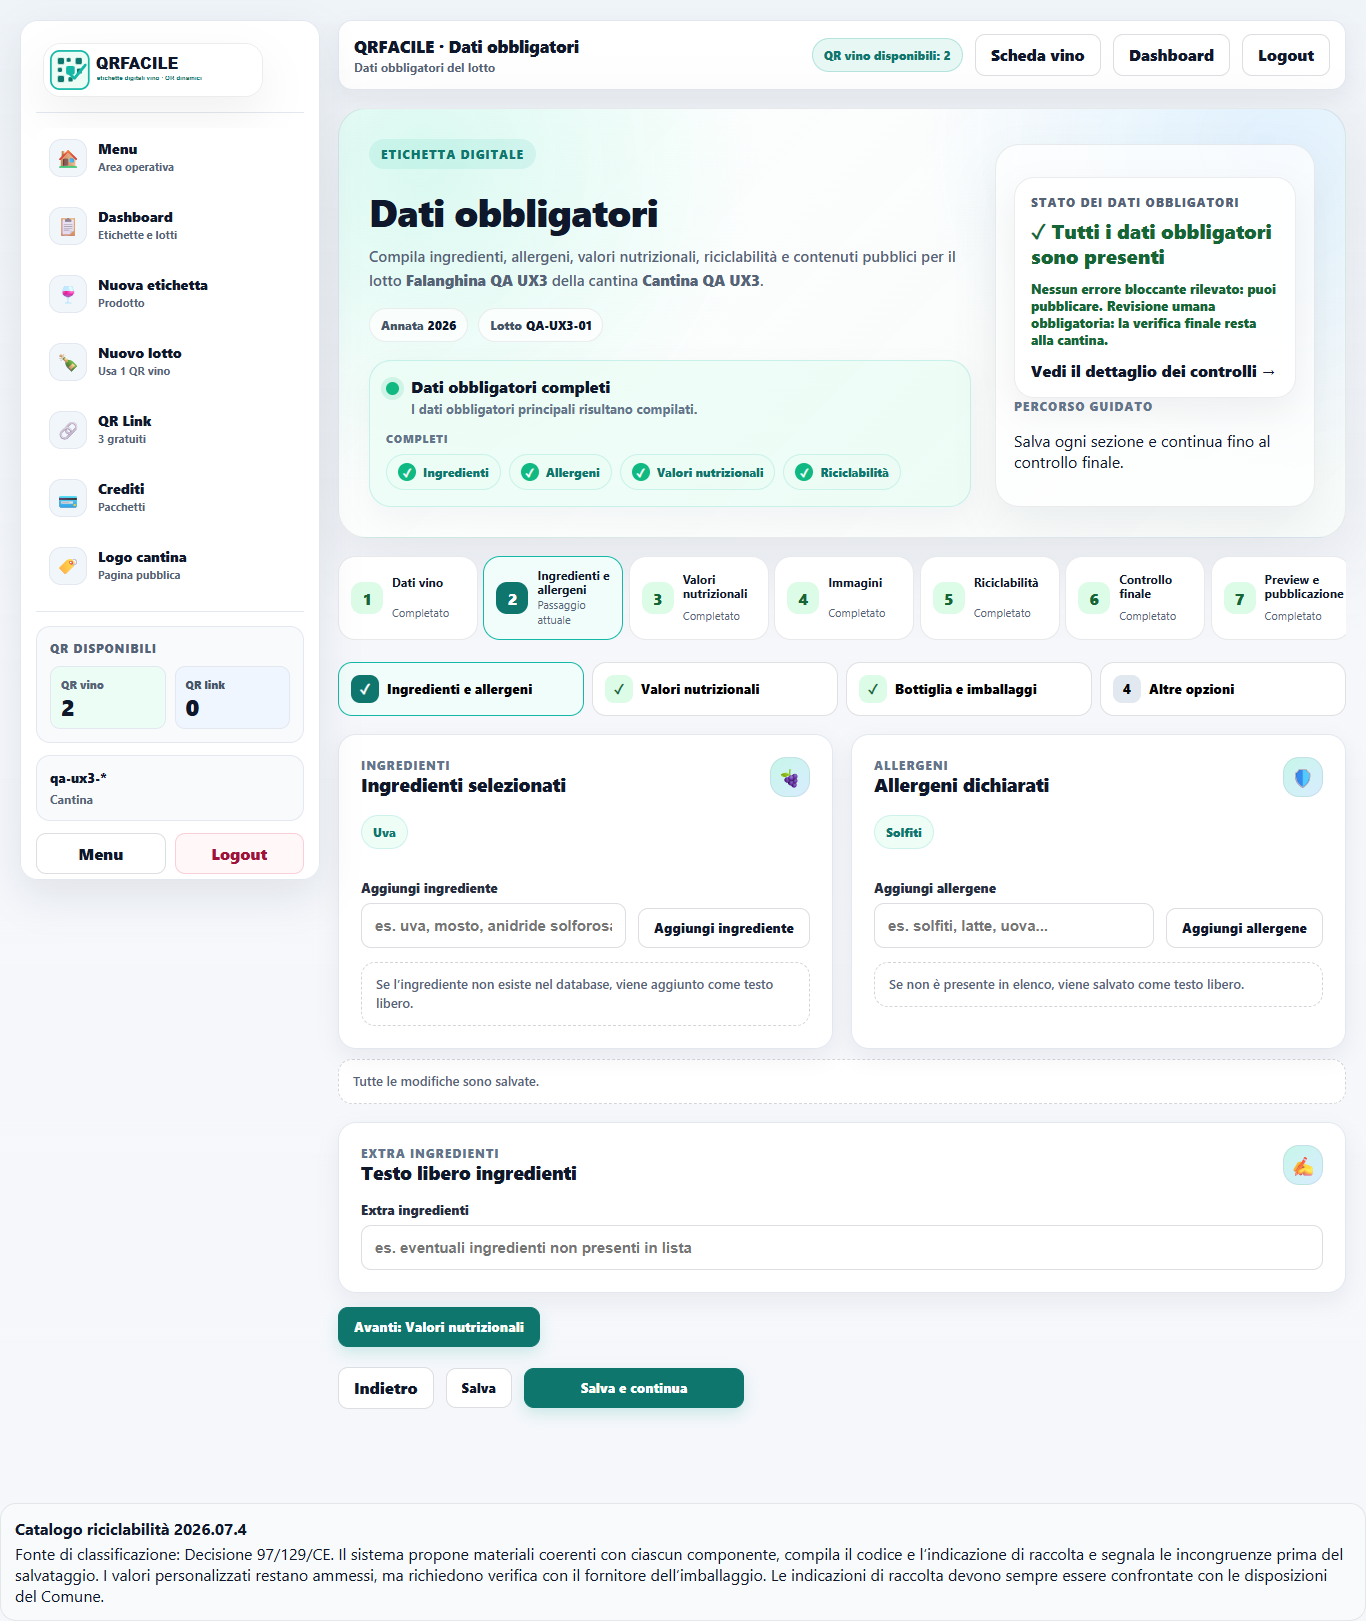 QRFACILE
etichette digitali vino · QR dinamici
Menu
Area operativa
Dashboard
Etichette e lotti
Nuova etichetta
Prodotto
Nuovo lotto
Usa 1 QR vino
QR Link
3 gratuiti
Crediti
Pacchetti
Logo cantina
Pagina pubblica
QR DISPONIBILI
QR vino
2
QR link
0
qa-ux3-*
Cantina
Menu
Logout
QRFACILE · Dati obbligatori
Dati obbligatori del lotto
QR vino disponibili: 2
Scheda vino
Dashboard
Logout
ETICHETTA DIGITALE
Dati obbligatori
Compila ingredienti, allergeni, valori nutrizionali, riciclabilità e contenuti pubblici per il
lotto Falanghina QA UX3 della cantina Cantina QA UX3.
Annata 2026
Lotto QA-UX3-01
Dati obbligatori completi
I dati obbligatori principali risultano compilati.
COMPLETI
✓ Ingredienti
✓ Allergeni
✓ Valori nutrizionali
✓ Riciclabilità
STATO DEI DATI OBBLIGATORI
✓ Tutti i dati obbligatori
sono presenti
Nessun errore bloccante rilevato: puoi
pubblicare. Revisione umana
obbligatoria: la verifica finale resta
alla cantina.
Vedi il dettaglio dei controlli →
PERCORSO GUIDATO
Salva ogni sezione e continua fino al
controllo finale.
1
Dati vino
Completato
2
Ingredienti e
allergeni
Passaggio
attuale
3
Valori
nutrizionali
Completato
4
Immagini
Completato
5
Riciclabilità
Completato
6
Controllo
finale
Completato
7
Preview e
pubblicazione
Completato
✓ Ingredienti e allergeni
✓ Valori nutrizionali
✓ Bottiglia e imballaggi
4 Altre opzioni
INGREDIENTI
Ingredienti selezionati
Uva
Aggiungi ingrediente
es. uva, mosto, anidride solforosa
Aggiungi ingrediente
Se l'ingrediente non esiste nel database, viene aggiunto come testo
libero.
ALLERGENI
Allergeni dichiarati
Solfiti
Aggiungi allergene
es. solfiti, latte, uova...
Aggiungi allergene
Se non è presente in elenco, viene salvato come testo libero.
Tutte le modifiche sono salvate.
EXTRA INGREDIENTI
Testo libero ingredienti
Extra ingredienti
es. eventuali ingredienti non presenti in lista
Avanti: Valori nutrizionali
Indietro
Salva
Salva e continua
Catalogo riciclabilità 2026.07.4
Fonte di classificazione: Decisione 97/129/CE. Il sistema propone materiali coerenti con ciascun componente, compila il codice e l'indicazione di raccolta e segnala le incongruenze prima del
salvataggio. I valori personalizzati restano ammessi, ma richiedono verifica con il fornitore dell'imballaggio. Le indicazioni di raccolta devono sempre essere confrontate con le disposizioni
del Comune.